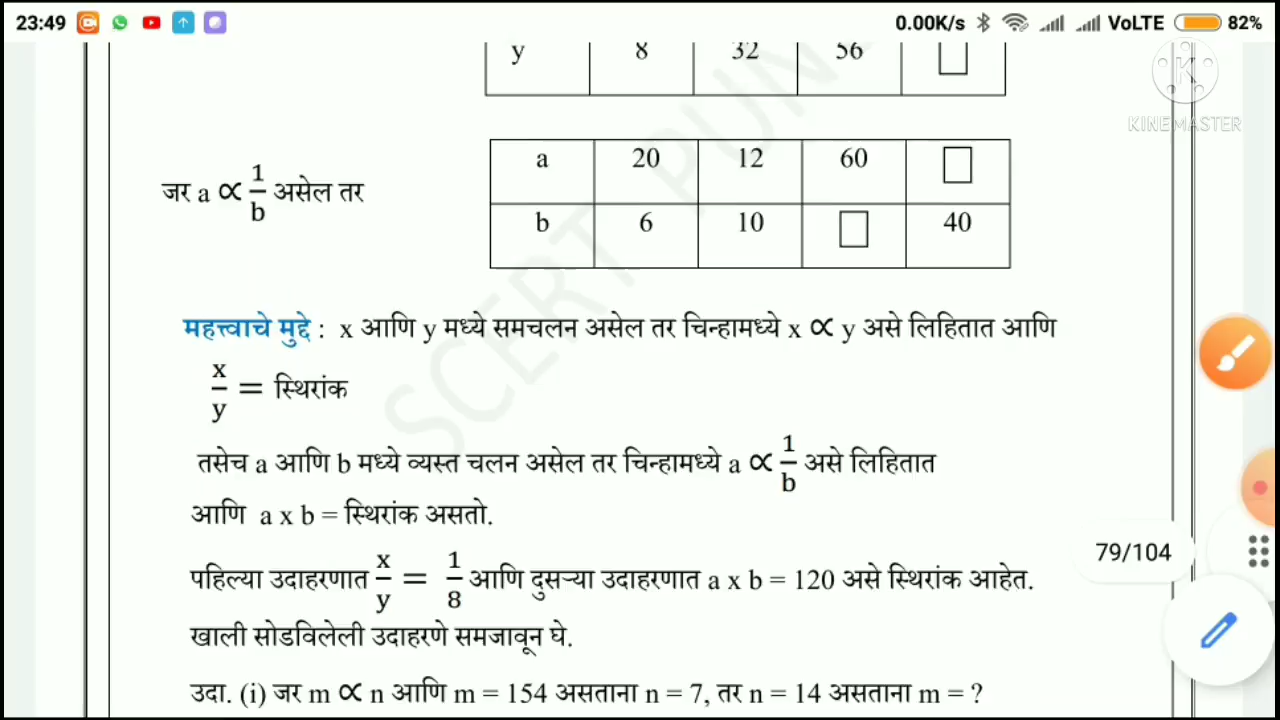 23:49 0.00K/s VoLTE 82%
y 8 32 56 □
K
KINEMASTER
a 20 12 60 □
जर a ∝ 1/b असेल तर
b 6 10 □ 40
SCERT PUN
महत्त्वाचे मुद्दे : x आणि y मध्ये समचलन असेल तर चिन्हामध्ये x ∝ y असे लिहितात आणि
x/y = स्थिरांक
तसेच a आणि b मध्ये व्यस्त चलन असेल तर चिन्हामध्ये a ∝ 1/b असे लिहितात
आणि a x b = स्थिरांक असतो.
79/104
पहिल्या उदाहरणात x/y = 1/8 आणि दुसऱ्या उदाहरणात a x b = 120 असे स्थिरांक आहेत.
खाली सोडविलेली उदाहरणे समजावून घे.
उदा. (i) जर m ∝ n आणि m = 154 असताना n = 7, तर n = 14 असताना m = ?